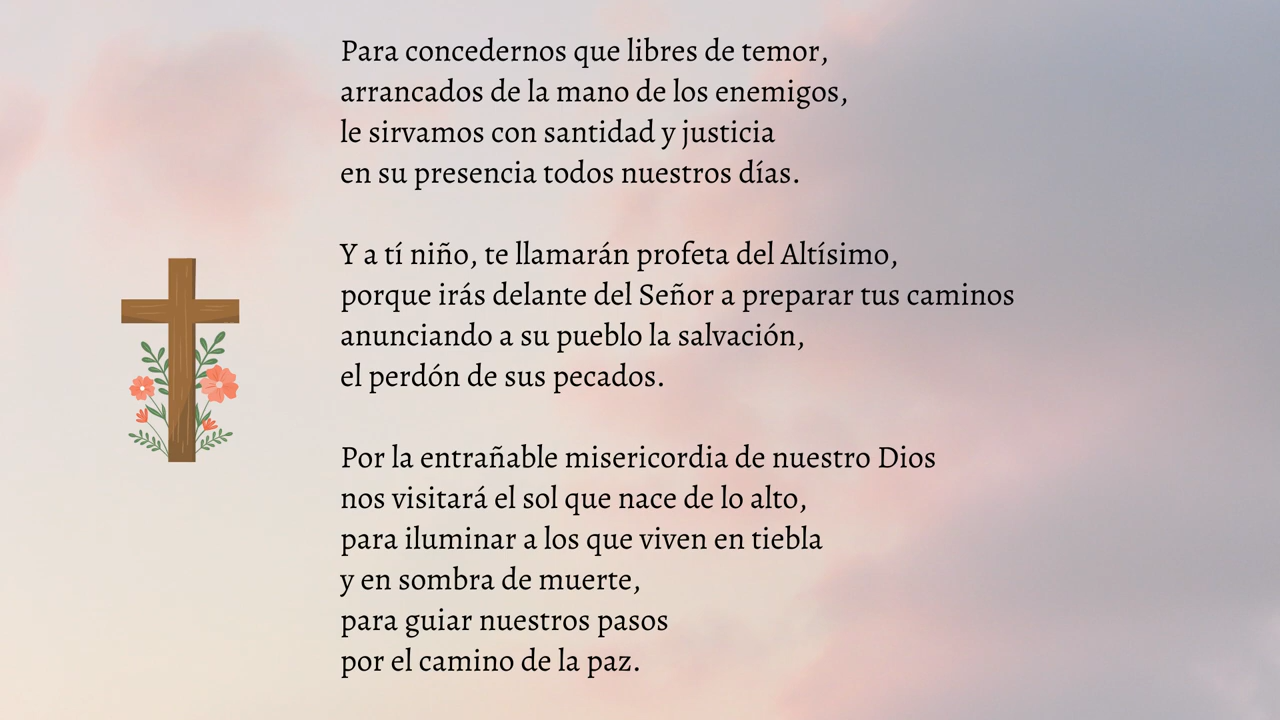 Para concedernos que libres de temor,
arrancados de la mano de los enemigos,
le sirvamos con santidad y justicia
en su presencia todos nuestros días.
Y a tí niño, te llamarán profeta del Altísimo,
porque irás delante del Señor a preparar tus caminos
anunciando a su pueblo la salvación,
el perdón de sus pecados.
Por la entrañable misericordia de nuestro Dios
nos visitará el sol que nace de lo alto,
para iluminar a los que viven en tiebla
y en sombra de muerte,
para guiar nuestros pasos
por el camino de la paz.